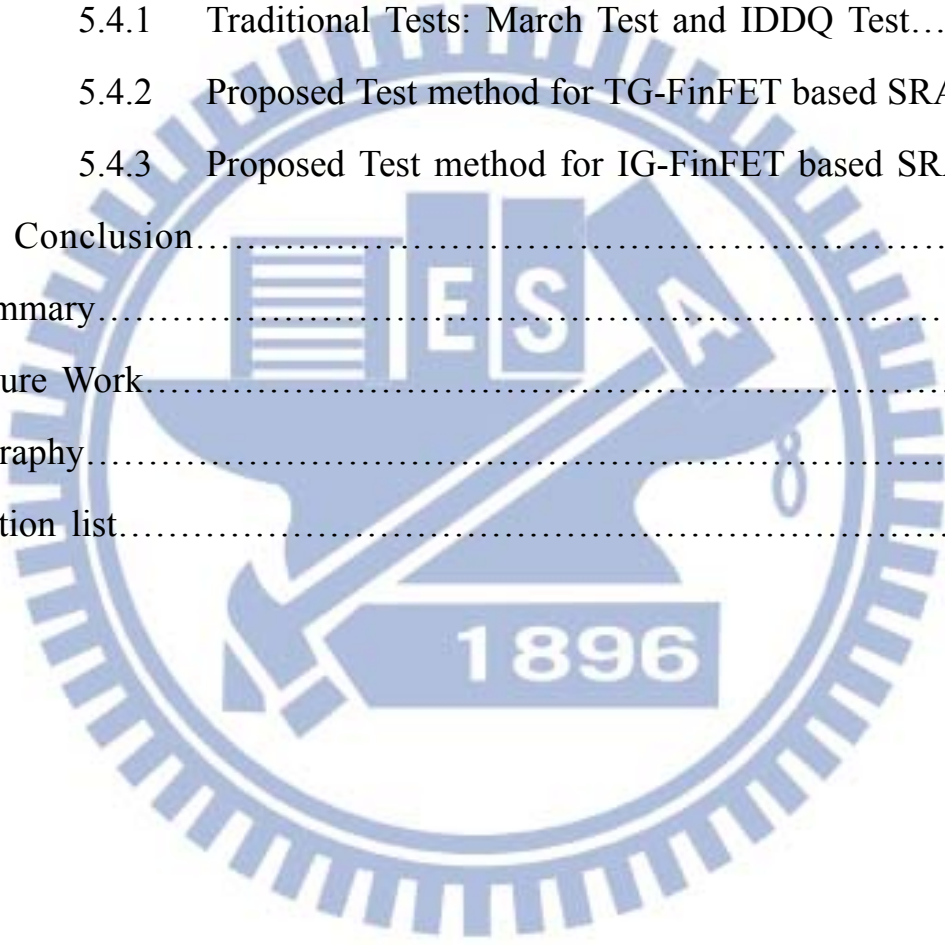 5.4.1 Traditional Tests: March Test and IDDQ Test…
5.4.2 Proposed Test method for TG-FinFET based SRA
5.4.3 Proposed Test method for IG-FinFET based SRA
Conclusion……………………………………………………………
mmary……………………………………………………………………
ure Work…………………………………………………………………
raphy………………………………………………………………………
tion list……………………………………………………………………
E S A
1896